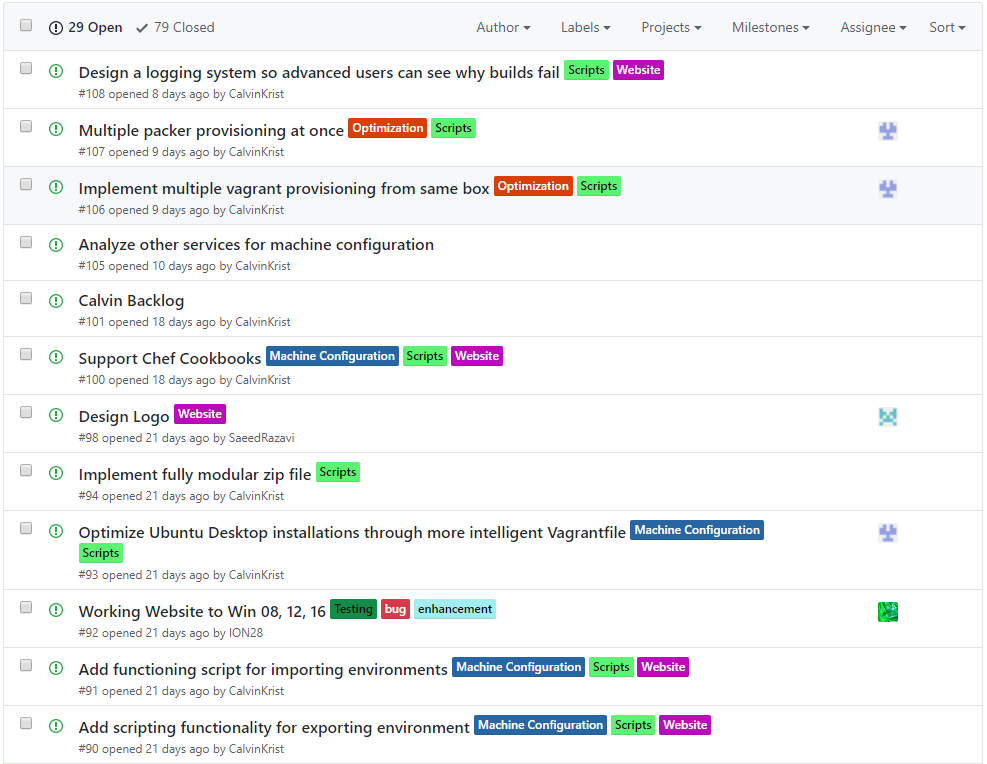 29 Open 79 Closed Author Labels Projects Milestones Assignee Sort
Design a logging system so advanced users can see why builds fail Scripts Website
#108 opened 8 days ago by CalvinKrist
Multiple packer provisioning at once Optimization Scripts
#107 opened 9 days ago by CalvinKrist
Implement multiple vagrant provisioning from same box Optimization Scripts
#106 opened 9 days ago by CalvinKrist
Analyze other services for machine configuration
#105 opened 10 days ago by CalvinKrist
Calvin Backlog
#101 opened 18 days ago by CalvinKrist
Support Chef Cookbooks Machine Configuration Scripts Website
#100 opened 18 days ago by CalvinKrist
Design Logo Website
#98 opened 21 days ago by SaeedRazavi
Implement fully modular zip file Scripts
#94 opened 21 days ago by CalvinKrist
Optimize Ubuntu Desktop installations through more intelligent Vagrantfile Machine Configuration
Scripts
#93 opened 21 days ago by CalvinKrist
Working Website to Win 08, 12, 16 Testing bug enhancement
#92 opened 21 days ago by ION28
Add functioning script for importing environments Machine Configuration Scripts Website
#91 opened 21 days ago by CalvinKrist
Add scripting functionality for exporting environment Machine Configuration Scripts Website
#90 opened 21 days ago by CalvinKrist